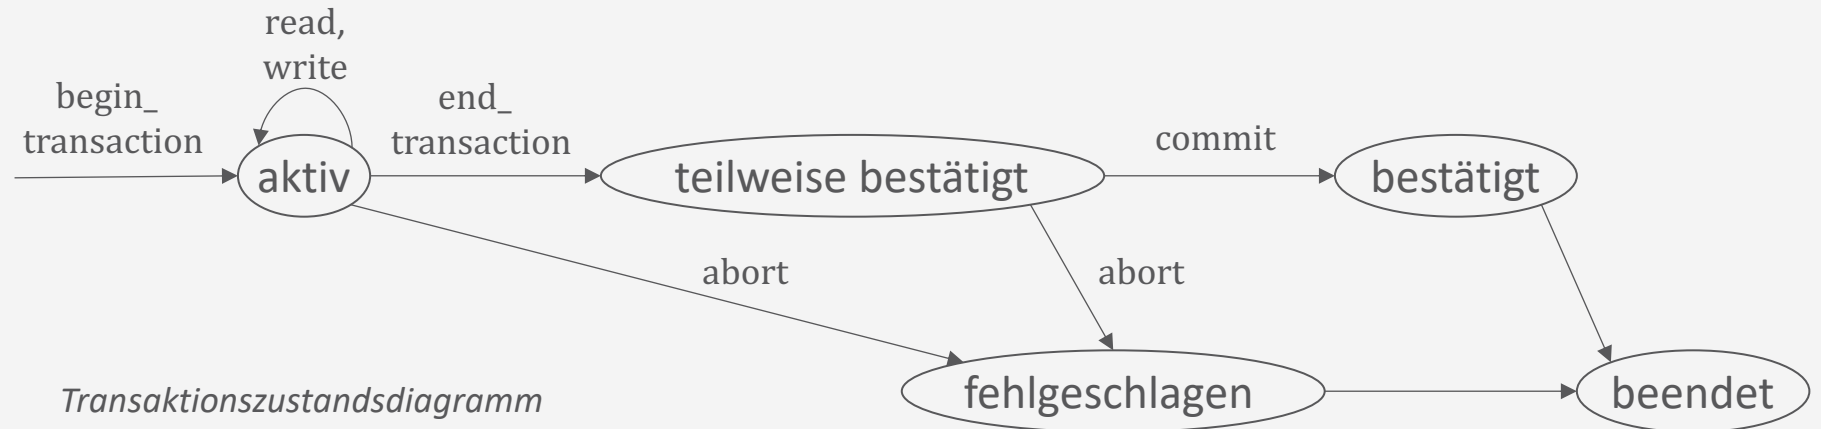 read,
write
begin_
transaction
end_
transaction
commit
aktiv
teilweise bestätigt
bestätigt
abort
abort
fehlgeschlagen
beendet
Transaktionszustandsdiagramm